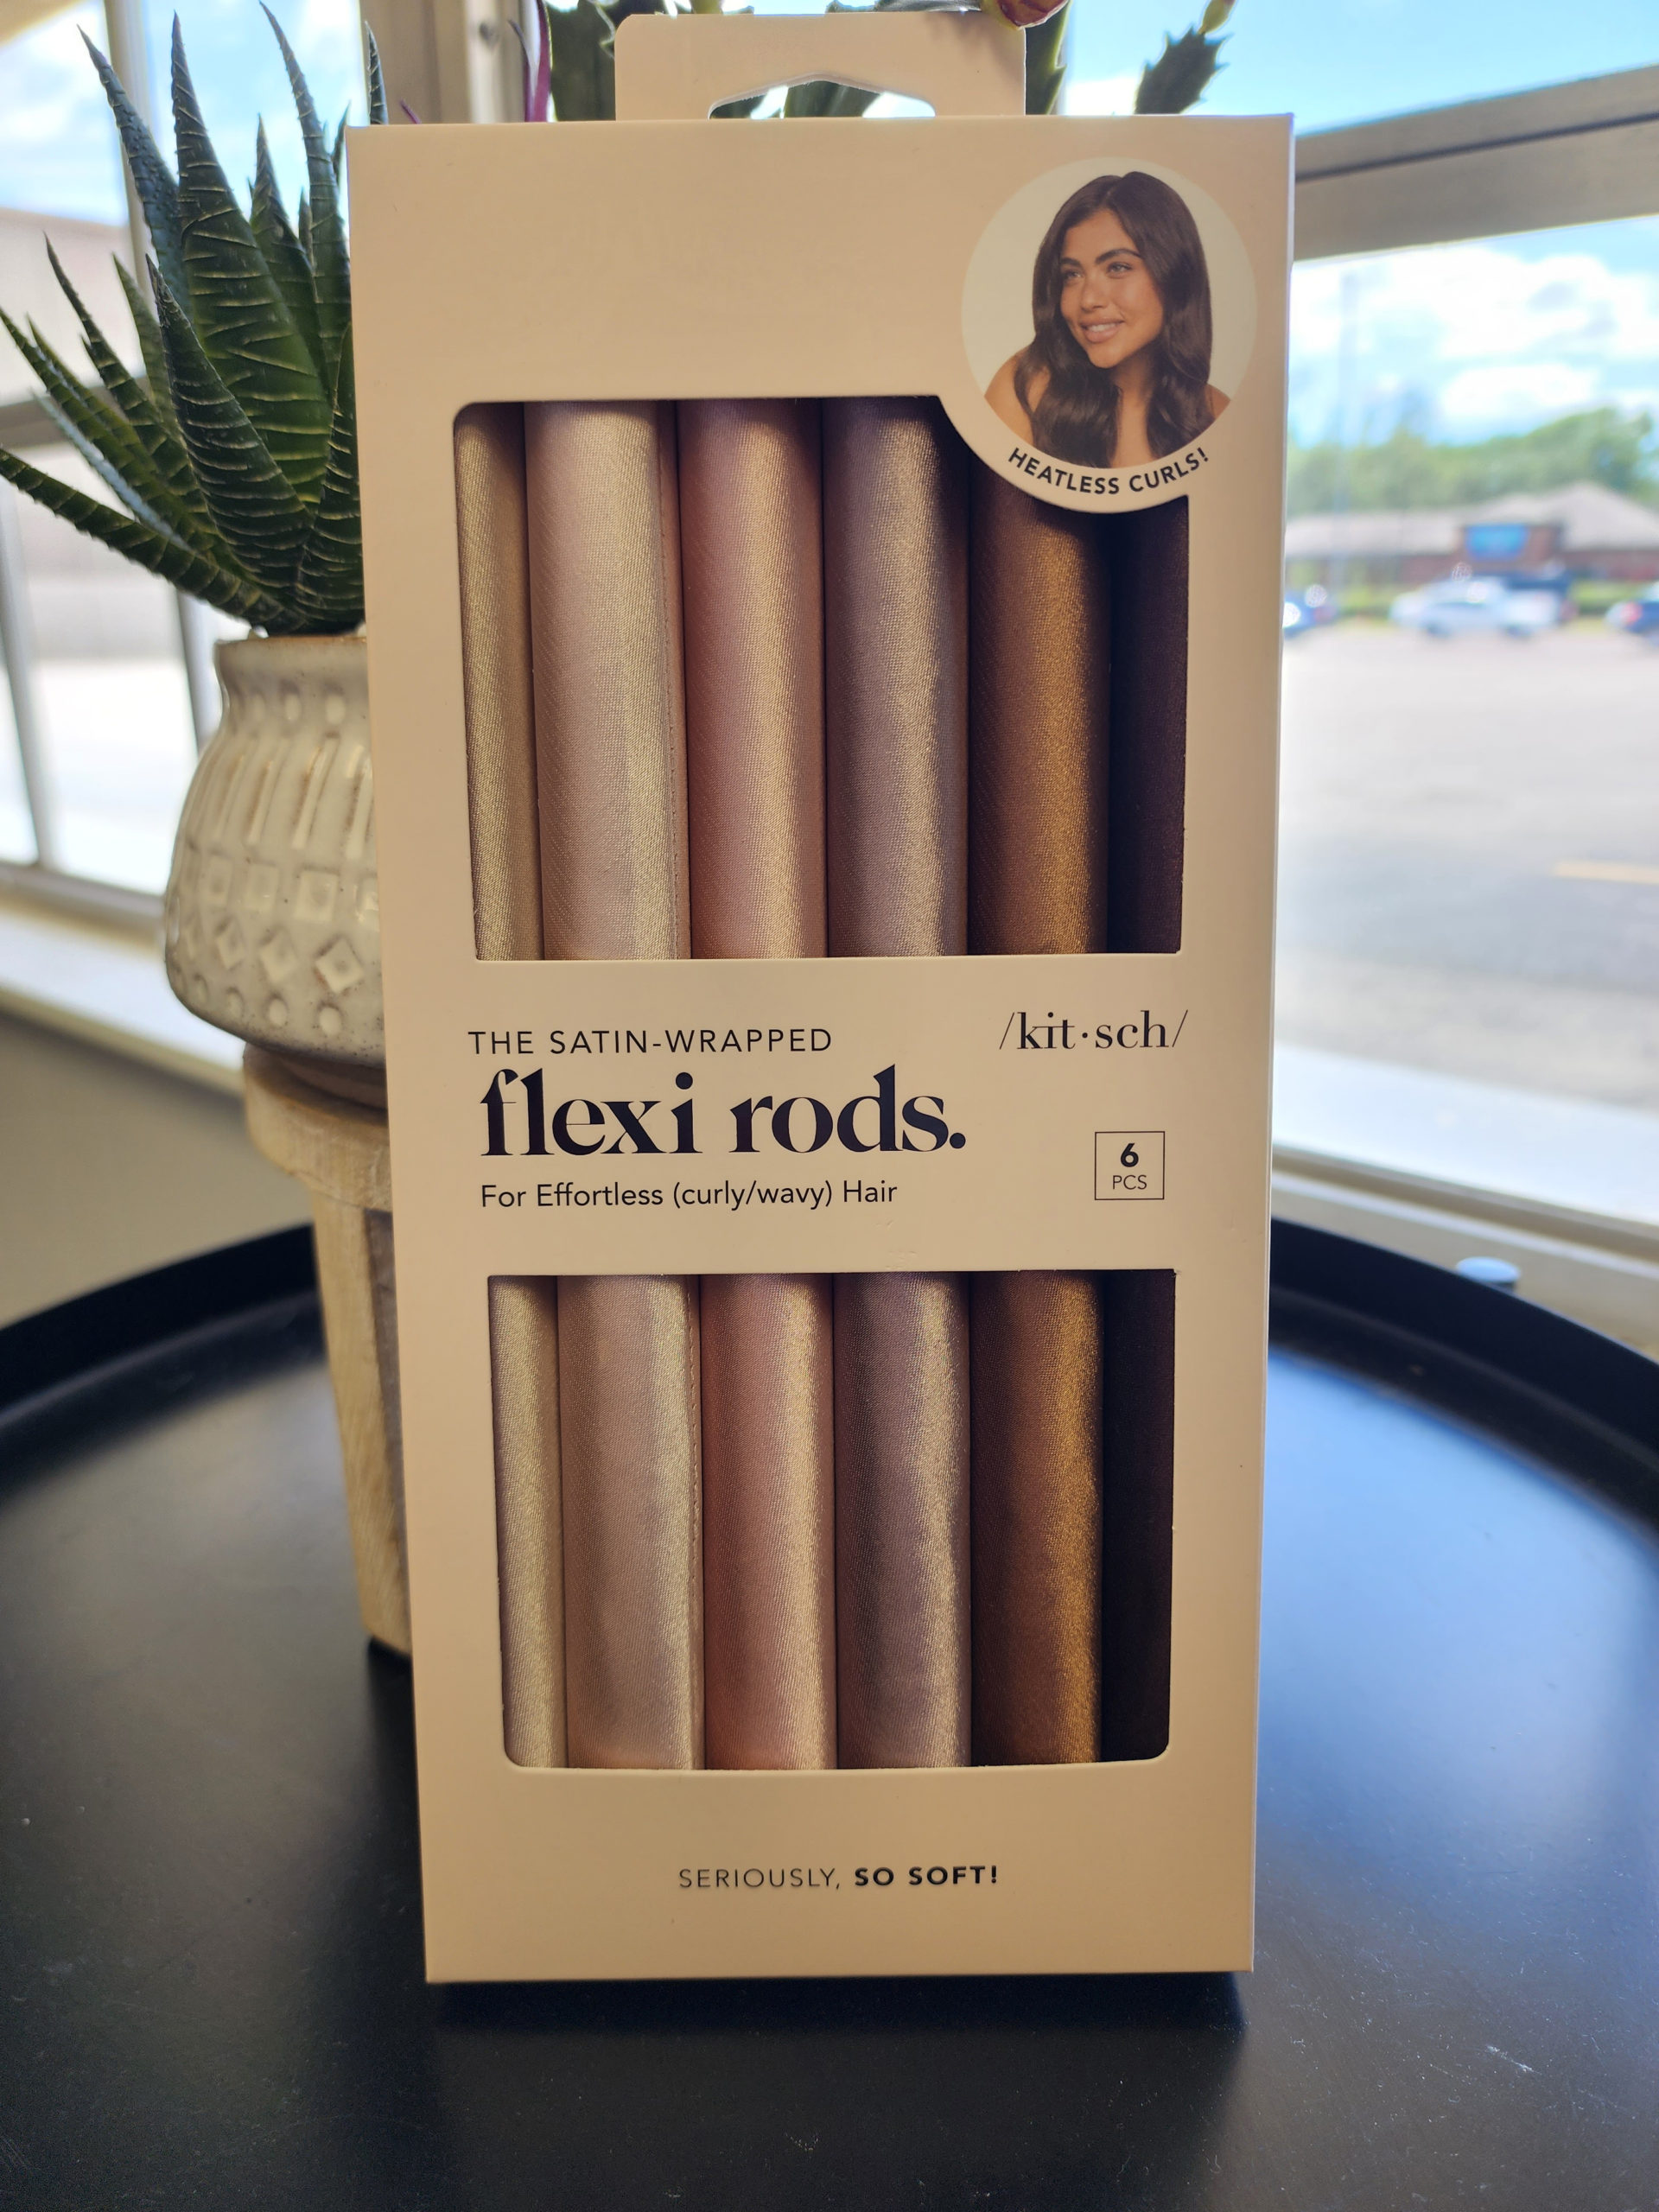 HEATLESS CURLS!
THE SATIN-WRAPPED
/kit·sch/
flexi rods.
For Effortless (curly/wavy) Hair
6
PCS
SERIOUSLY, SO SOFT!